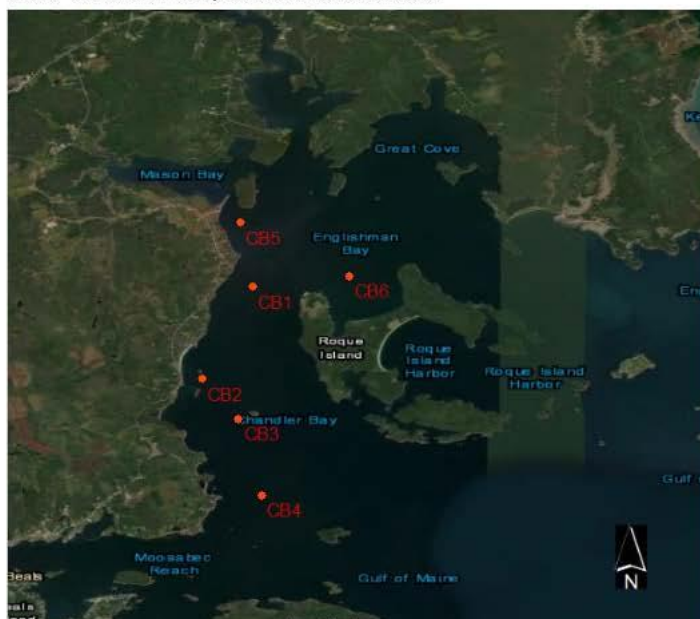 Great Cove
Mason Bay
CB5
Englishman
Bay
CB6
CB1
Roque
Island
Roque
Island
Harbor
Roque Island
Harbor
CB2
Chandler Bay
CB3
CB4
Moosabec
Reach
Gulf of Maine
Beals
N